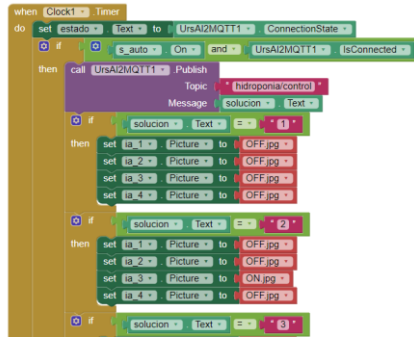 when Clock1 .Timer
do set estado . Text to UrsAI2MQTT1 . ConnectionState
if s_auto . On and UrsAI2MQTT1 . IsConnected
then call UrsAI2MQTT1 .Publish
Topic " hidroponia/control "
Message solucion . Text
if solucion . Text = " 1 "
then set ia_1 . Picture to OFF.jpg
set ia_2 . Picture to OFF.jpg
set ia_3 . Picture to OFF.jpg
set ia_4 . Picture to OFF.jpg
if solucion . Text = " 2 "
then set ia_1 . Picture to OFF.jpg
set ia_2 . Picture to OFF.jpg
set ia_3 . Picture to ON.jpg
set ia_4 . Picture to OFF.jpg
if solucion . Text = " 3 "